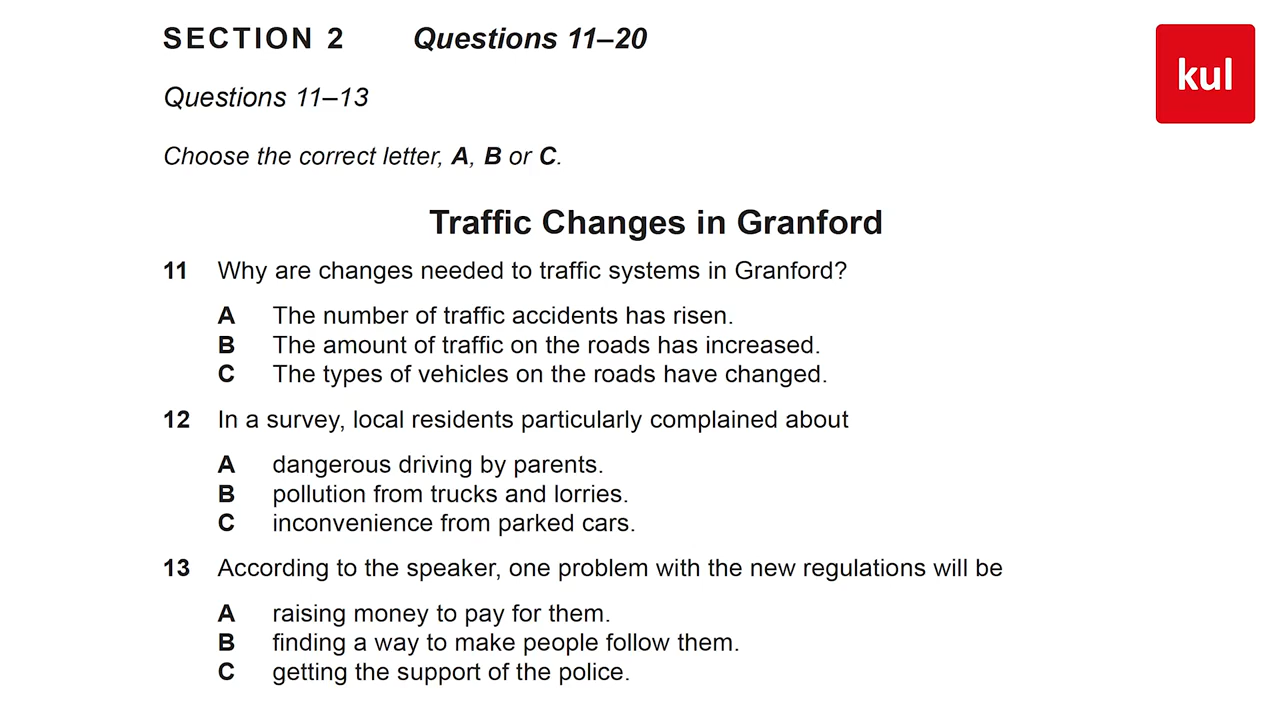 SECTION 2 Questions 11–20
kul
Questions 11–13
Choose the correct letter, A, B or C.
Traffic Changes in Granford
11 Why are changes needed to traffic systems in Granford?
A The number of traffic accidents has risen.
B The amount of traffic on the roads has increased.
C The types of vehicles on the roads have changed.
12 In a survey, local residents particularly complained about
A dangerous driving by parents.
B pollution from trucks and lorries.
C inconvenience from parked cars.
13 According to the speaker, one problem with the new regulations will be
A raising money to pay for them.
B finding a way to make people follow them.
C getting the support of the police.